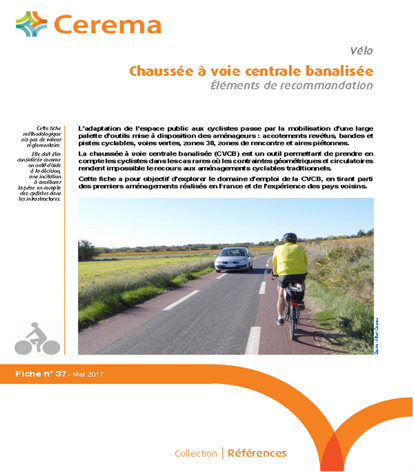 Cerema
Vélo
Chaussée à voie centrale banalisée
Éléments de recommandation
Cette fiche
méthodologique
n'a pas de valeur
réglementaire.
Elle doit être
considérée comme
un outil d'aide
à la décision,
une incitation
à améliorer
la prise en compte
des cyclistes dans
les infrastructures.
L'adaptation de l'espace public aux cyclistes passe par la mobilisation d'une large
palette d'outils mise à disposition des aménageurs : accotements revêtus, bandes et
pistes cyclables, voies vertes, zones 30, zones de rencontre et aires piétonnes.
La chaussée à voie centrale banalisée (CVCB) est un outil permettant de prendre en
compte les cyclistes dans les cas rares où les contraintes géométriques et circulatoires
rendent impossible le recours aux aménagements cyclables traditionnels.
Cette fiche a pour objectif d'explorer le domaine d'emploi de la CVCB, en tirant parti
des premiers aménagements réalisés en France et de l'expérience des pays voisins.
Fiche n° 37 - Mai 2017
Collection | Références